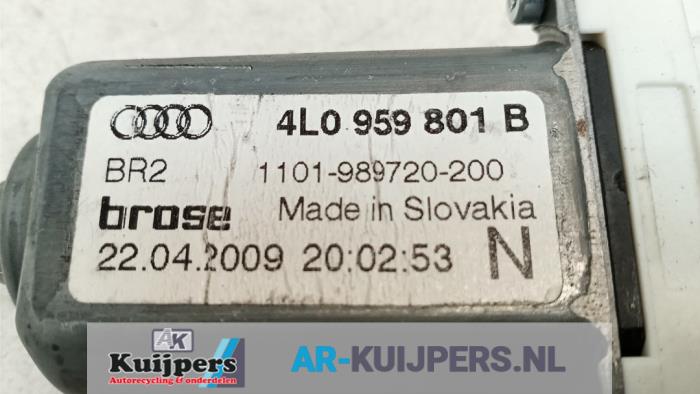 4L0 959 801 B
BR2 1101-989720-200
brose Made in Slovakia
22.04.2009 20:02:53 N
AK
Kuijpers
Autorecycling & onderdelen
AR-KUIJPERS.NL